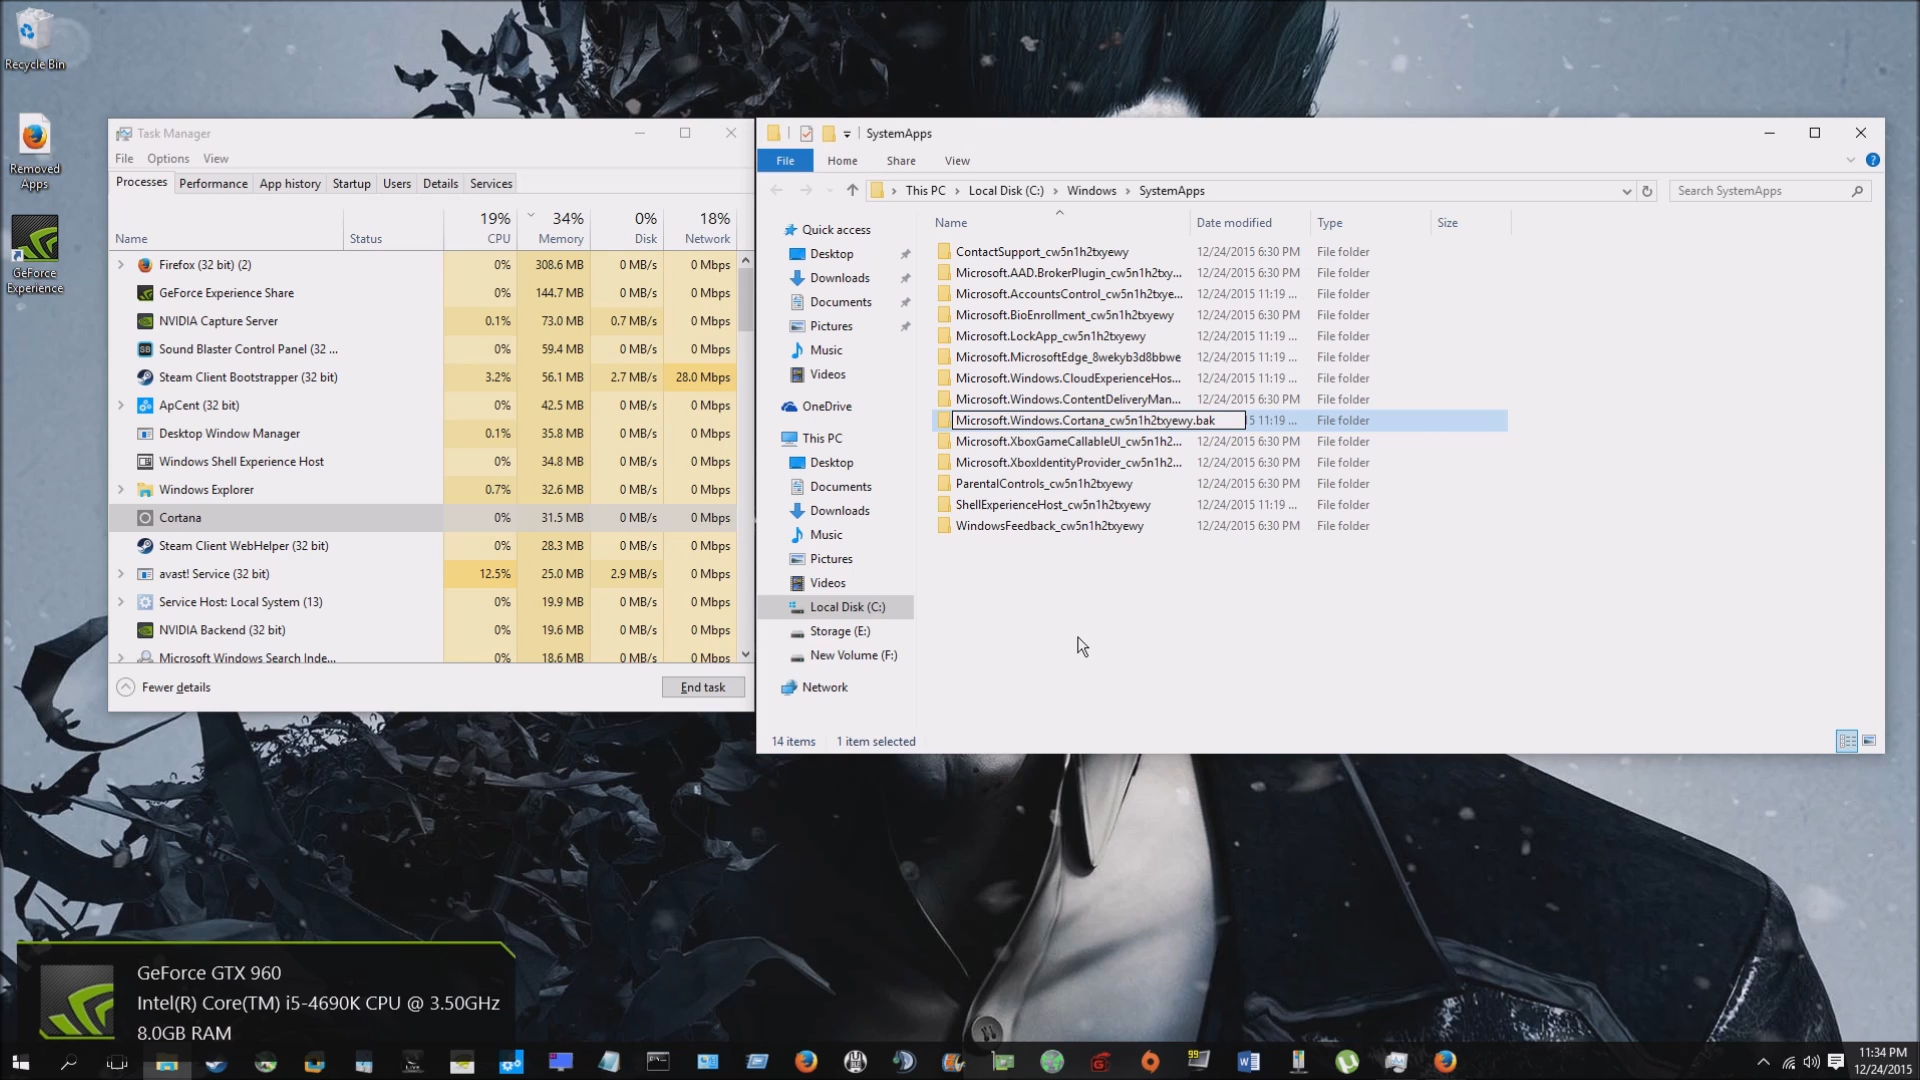 Recycle Bin
Removed
Apps
GeForce
Experience
Task Manager
File Options View
Processes Performance App history Startup Users Details Services
19% 34% 0% 18%
Name Status CPU Memory Disk Network
Firefox (32 bit) (2) 0% 308.6 MB 0 MB/s 0 Mbps
GeForce Experience Share 0% 144.7 MB 0 MB/s 0 Mbps
NVIDIA Capture Server 0.1% 73.0 MB 0.7 MB/s 0 Mbps
Sound Blaster Control Panel (32 ... 0% 59.4 MB 0 MB/s 0 Mbps
Steam Client Bootstrapper (32 bit) 3.2% 56.1 MB 2.7 MB/s 28.0 Mbps
ApCent (32 bit) 0% 42.5 MB 0 MB/s 0 Mbps
Desktop Window Manager 0.1% 35.8 MB 0 MB/s 0 Mbps
Windows Shell Experience Host 0% 34.8 MB 0 MB/s 0 Mbps
Windows Explorer 0.7% 32.6 MB 0 MB/s 0 Mbps
Cortana 0% 31.5 MB 0 MB/s 0 Mbps
Steam Client WebHelper (32 bit) 0% 28.3 MB 0 MB/s 0 Mbps
avast! Service (32 bit) 12.5% 25.0 MB 2.9 MB/s 0 Mbps
Service Host: Local System (13) 0% 19.9 MB 0 MB/s 0 Mbps
NVIDIA Backend (32 bit) 0% 19.6 MB 0 MB/s 0 Mbps
Microsoft Windows Search Inde... 0% 18.6 MB 0 MB/s 0 Mbps
Fewer details End task
SystemApps
File Home Share View
This PC Local Disk (C:) Windows SystemApps Search SystemApps
Quick access
Desktop
Downloads
Documents
Pictures
Music
Videos
OneDrive
This PC
Desktop
Documents
Downloads
Music
Pictures
Videos
Local Disk (C:)
Storage (E:)
New Volume (F:)
Network
Name Date modified Type Size
ContactSupport_cw5n1h2txyewy 12/24/2015 6:30 PM File folder
Microsoft.AAD.BrokerPlugin_cw5n1h2txy... 12/24/2015 6:30 PM File folder
Microsoft.AccountsControl_cw5n1h2txye... 12/24/2015 11:19 ... File folder
Microsoft.BioEnrollment_cw5n1h2txyewy 12/24/2015 6:30 PM File folder
Microsoft.LockApp_cw5n1h2txyewy 12/24/2015 11:19 ... File folder
Microsoft.MicrosoftEdge_8wekyb3d8bbwe 12/24/2015 11:19 ... File folder
Microsoft.Windows.CloudExperienceHos... 12/24/2015 11:19 ... File folder
Microsoft.Windows.ContentDeliveryMan... 12/24/2015 6:30 PM File folder
Microsoft.Windows.Cortana_cw5n1h2txyewy.bak 5 11:19 ... File folder
Microsoft.XboxGameCallableUI_cw5n1h2... 12/24/2015 6:30 PM File folder
Microsoft.XboxIdentityProvider_cw5n1h2... 12/24/2015 6:30 PM File folder
ParentalControls_cw5n1h2txyewy 12/24/2015 6:30 PM File folder
ShellExperienceHost_cw5n1h2txyewy 12/24/2015 11:19 ... File folder
WindowsFeedback_cw5n1h2txyewy 12/24/2015 6:30 PM File folder
14 items 1 item selected
GeForce GTX 960
Intel(R) Core(TM) i5-4690K CPU @ 3.50GHz
8.0GB RAM
11:34 PM
12/24/2015